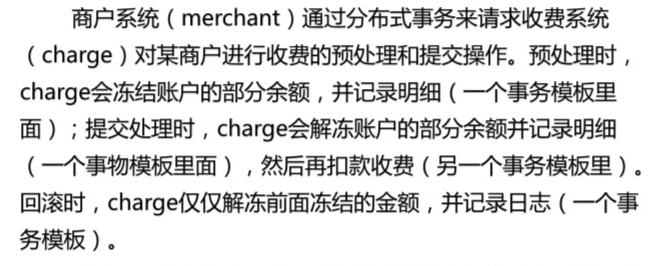 商户系统（merchant）通过分布式事务来请求收费系统
（charge）对某商户进行收费的预处理和提交操作。预处理时，
charge会冻结账户的部分余额，并记录明细（一个事务模板里
面）；提交处理时，charge会解冻账户的部分余额并记录明细
（一个事物模板里面），然后再扣款收费（另一个事务模板里）。
回滚时，charge仅仅解冻前面冻结的金额，并记录日志（一个事
务模板）。